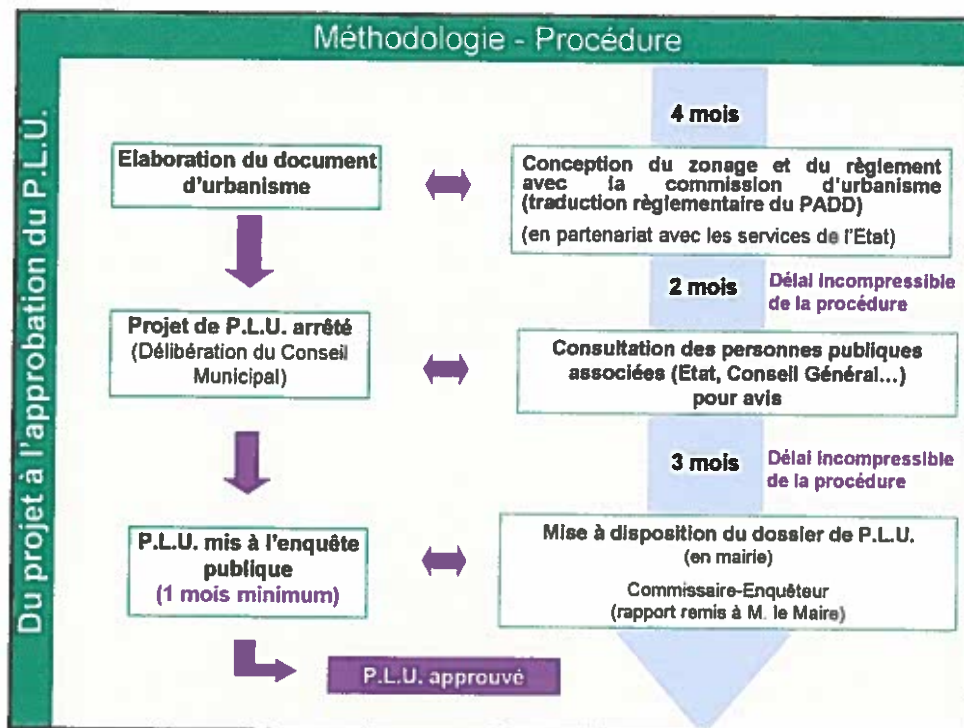 Méthodologie - Procédure
Du projet à l'approbation du P.L.U.
4 mois
Elaboration du document
d'urbanisme
Conception du zonage et du règlement
avec la commission d'urbanisme
(traduction règlementaire du PADD)
(en partenariat avec les services de l'Etat)
2 mois
Délai incompressible
de la procédure
Projet de P.L.U. arrêté
(Délibération du Conseil
Municipal)
Consultation des personnes publiques
associées (Etat, Conseil Général...)
pour avis
3 mois
Délai incompressible
de la procédure
P.L.U. mis à l'enquête
publique
(1 mois minimum)
Mise à disposition du dossier de P.L.U.
(en mairie)
Commissaire-Enquêteur
(rapport remis à M. le Maire)
P.L.U. approuvé